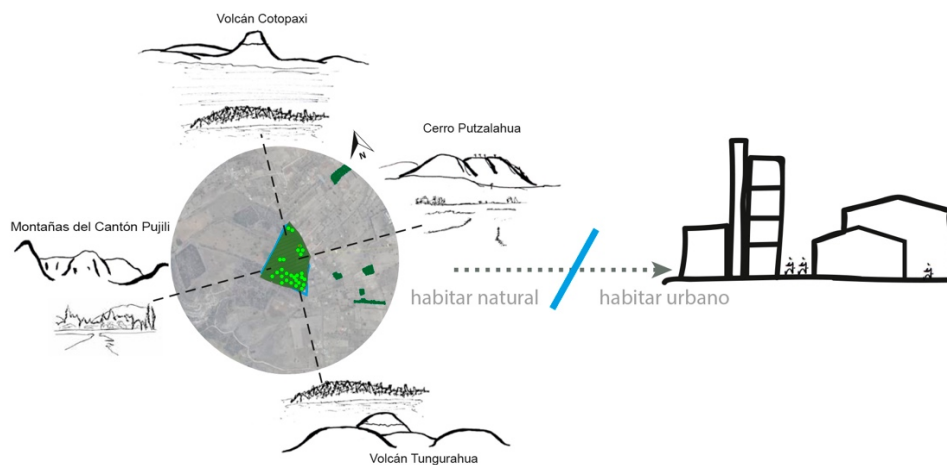 Volcán Cotopaxi
Cerro Putzalahua
N
Montañas del Cantón Pujili
habitar natural
habitar urbano
Volcán Tungurahua